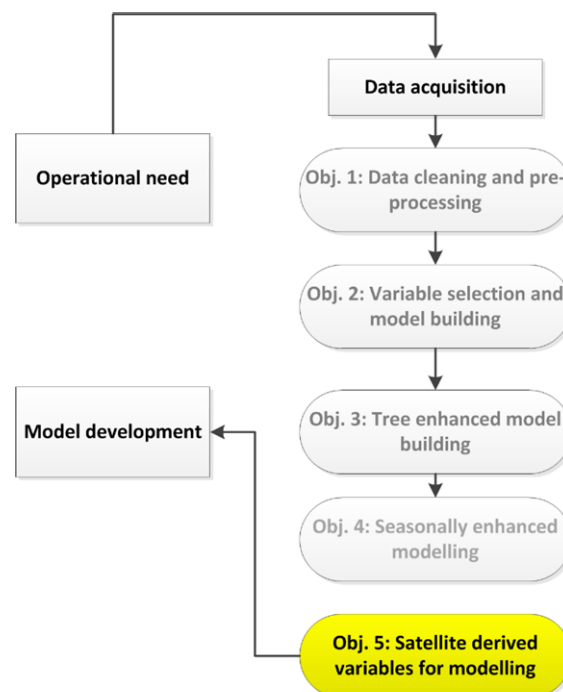 Data acquisition
Operational need
Obj. 1: Data cleaning and pre-
processing
Obj. 2: Variable selection and
model building
Obj. 3: Tree enhanced model
building
Model development
Obj. 4: Seasonally enhanced
modelling
Obj. 5: Satellite derived
variables for modelling